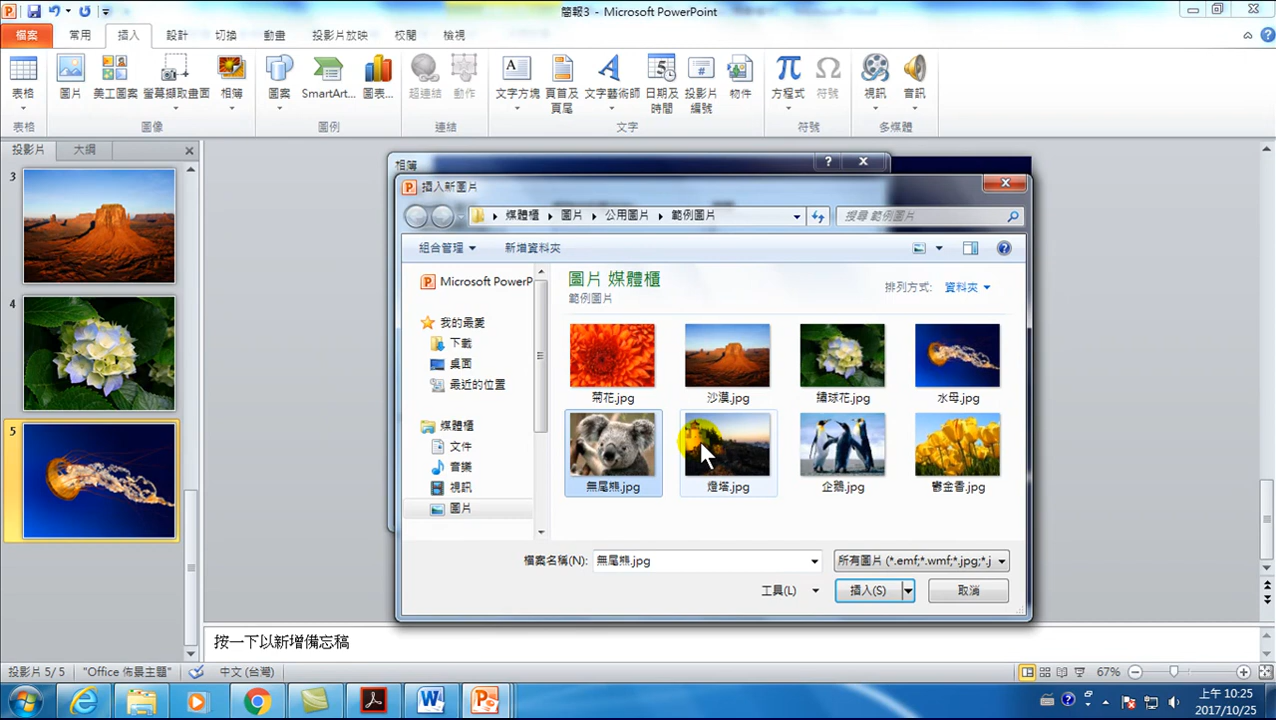 簡報3 - Microsoft PowerPoint
檔案 常用 插入 設計 切換 動畫 投影片放映 校閱 檢視
表格 圖片 美工圖案 螢幕擷取畫面 相簿 圖案 SmartArt... 圖表... 超連結 動作 文字方塊 頁首及頁尾 文字藝術師 日期及時間 投影片編號 物件 方程式 符號 視訊 音訊
表格 圖像 圖例 連結 文字 符號 多媒體
投影片 大綱
3
4
5
相簿
插入新圖片
媒體櫃 圖片 公用圖片 範例圖片
搜尋 範例圖片
組合管理 新增資料夾
Microsoft PowerP
我的最愛
下載
桌面
最近的位置
媒體櫃
文件
音樂
視訊
圖片
圖片 媒體櫃
範例圖片
排列方式: 資料夾
菊花.jpg 沙漠.jpg 繡球花.jpg 水母.jpg
無尾熊.jpg 燈塔.jpg 企鵝.jpg 鬱金香.jpg
檔案名稱(N): 無尾熊.jpg 所有圖片 (*.emf;*.wmf;*.jpg;*.j
工具(L) 插入(S) 取消
按一下以新增備忘稿
投影片 5/5 "Office 佈景主題" 中文 (台灣) 67%
上午 10:25
2017/10/25